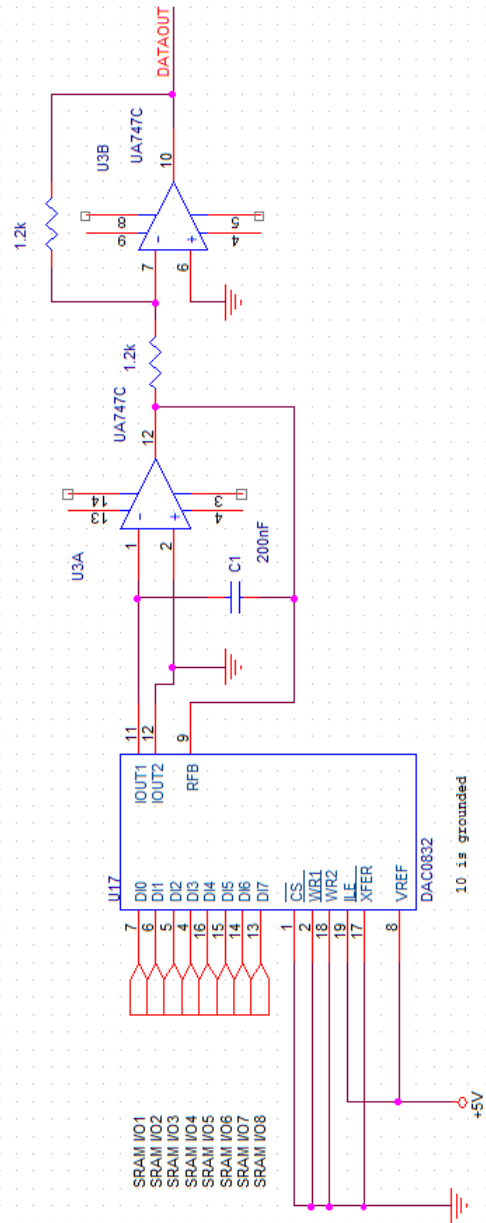 SRAM I/O1
SRAM I/O2
SRAM I/O3
SRAM I/O4
SRAM I/O5
SRAM I/O6
SRAM I/O7
SRAM I/O8
+5V
7
6
5
4
16
15
14
13
1
2
18
19
17
8
U17
DI0
DI1
DI2
DI3
DI4
DI5
DI6
DI7
CS
WR1
WR2
ILE
XFER
VREF
IOUT1
IOUT2
RFB
11
12
9
DAC0832
10 is grounded
U3A
1
2
13
14
-
+
4
3
12
UA747C
C1
200nF
1.2k
1.2k
U3B
UA747C
7
6
9
8
-
+
4
5
10
DATAOUT